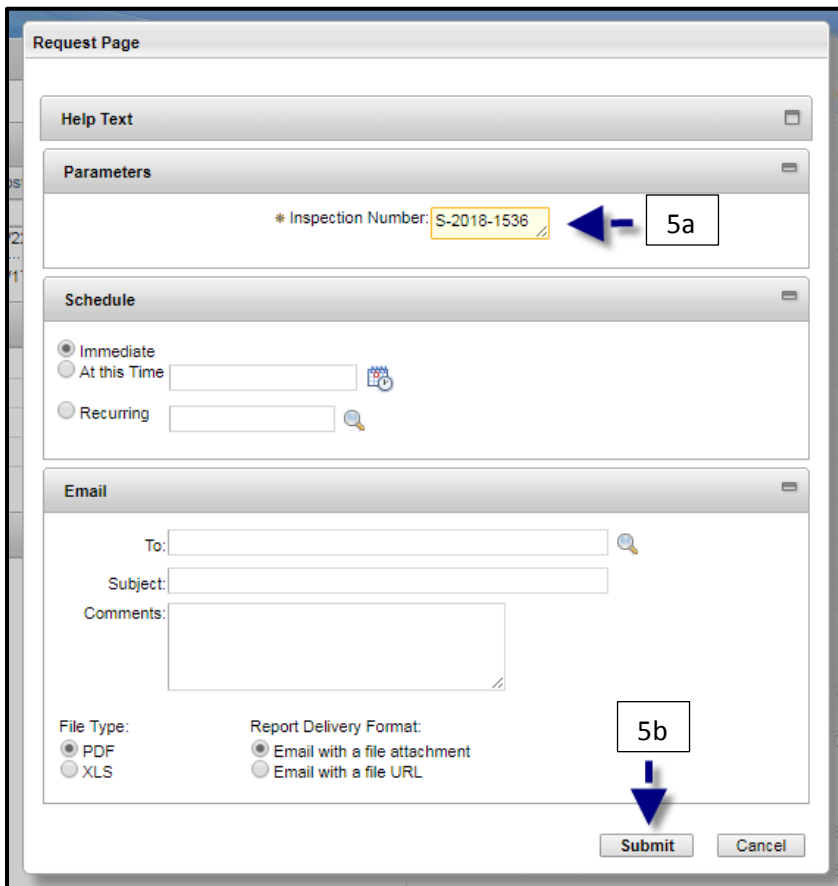 Request Page
Help Text
Parameters
* Inspection Number: S-2018-1536
5a
Schedule
Immediate
At this Time
Recurring
Email
To:
Subject:
Comments:
File Type: Report Delivery Format:
PDF Email with a file attachment
XLS Email with a file URL
5b
Submit Cancel